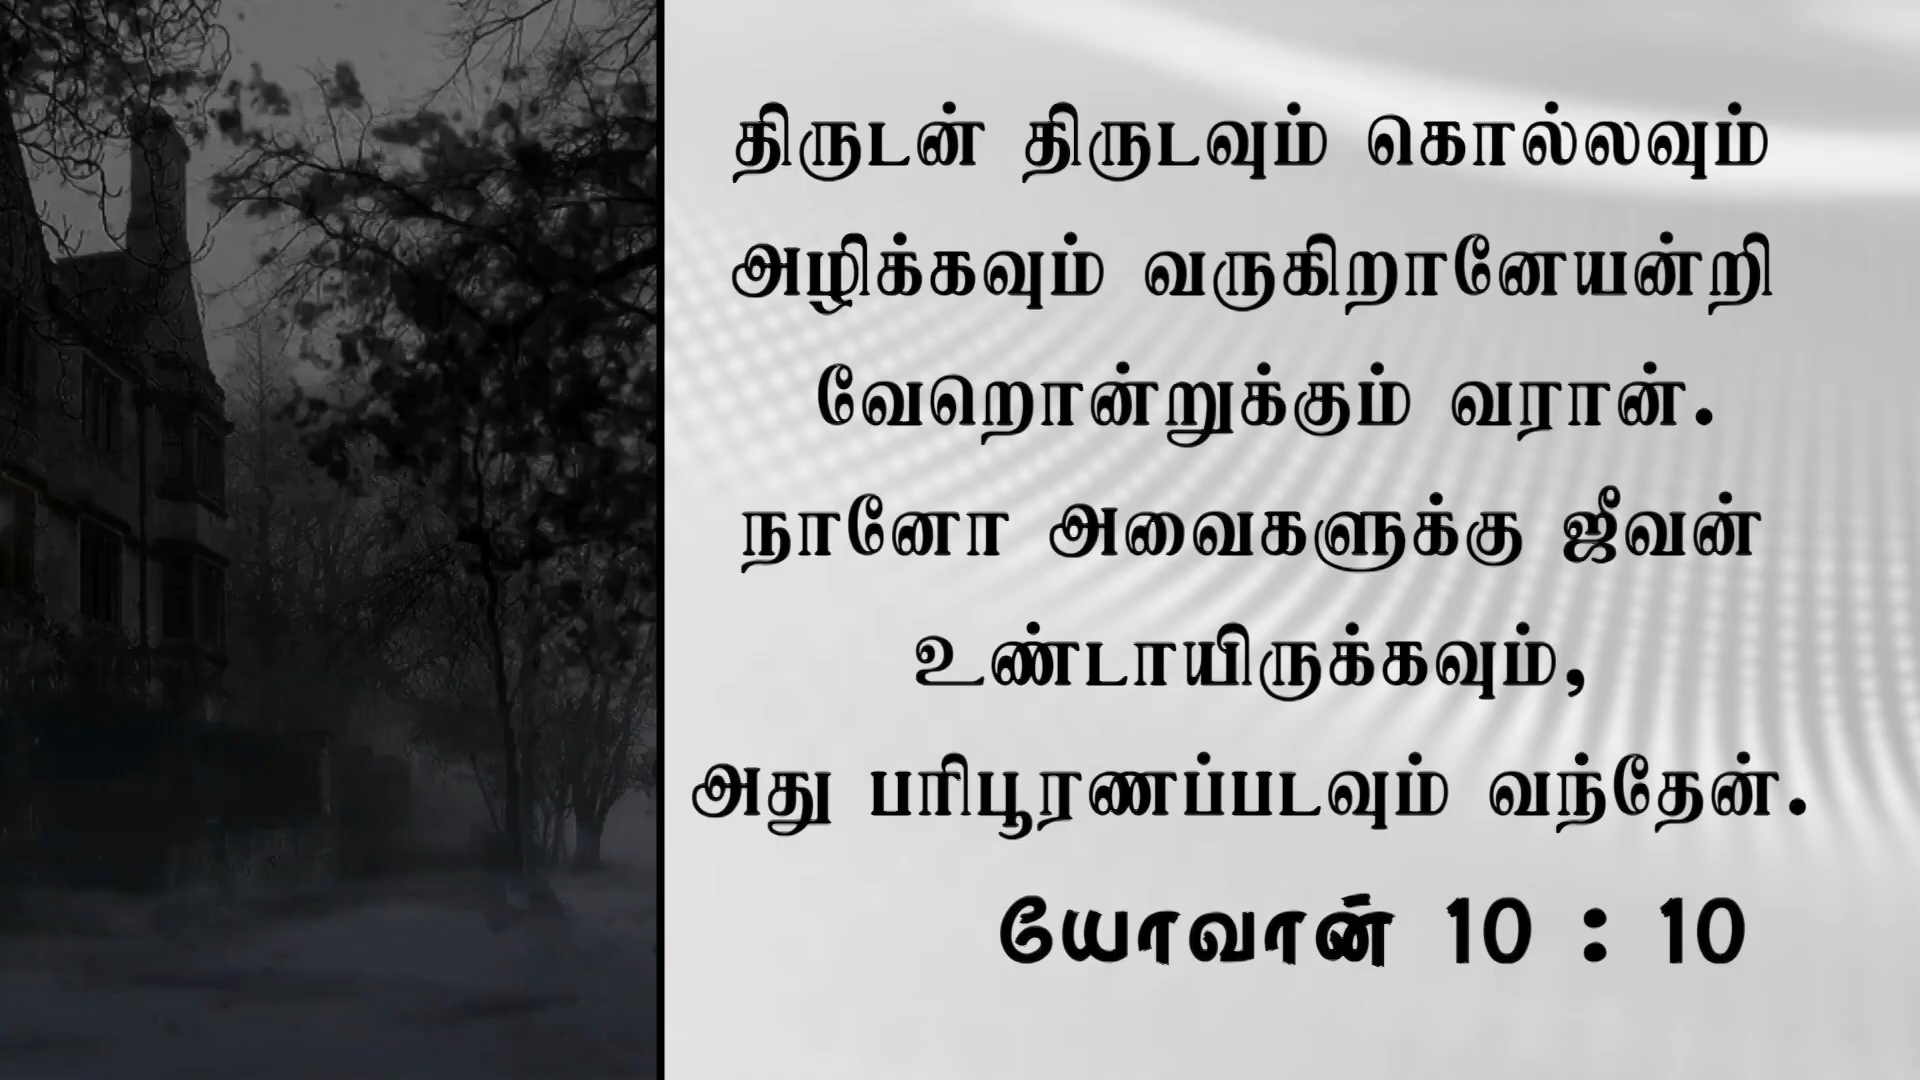 திருடன் திருடவும் கொல்லவும்
அழிக்கவும் வருகிறானேயன்றி
வேறொன்றுக்கும் வரான்.
நானோ அவைகளுக்கு ஜீவன்
உண்டாயிருக்கவும்,
அது பரிபூரணப்படவும் வந்தேன்.
யோவான் 10 : 10